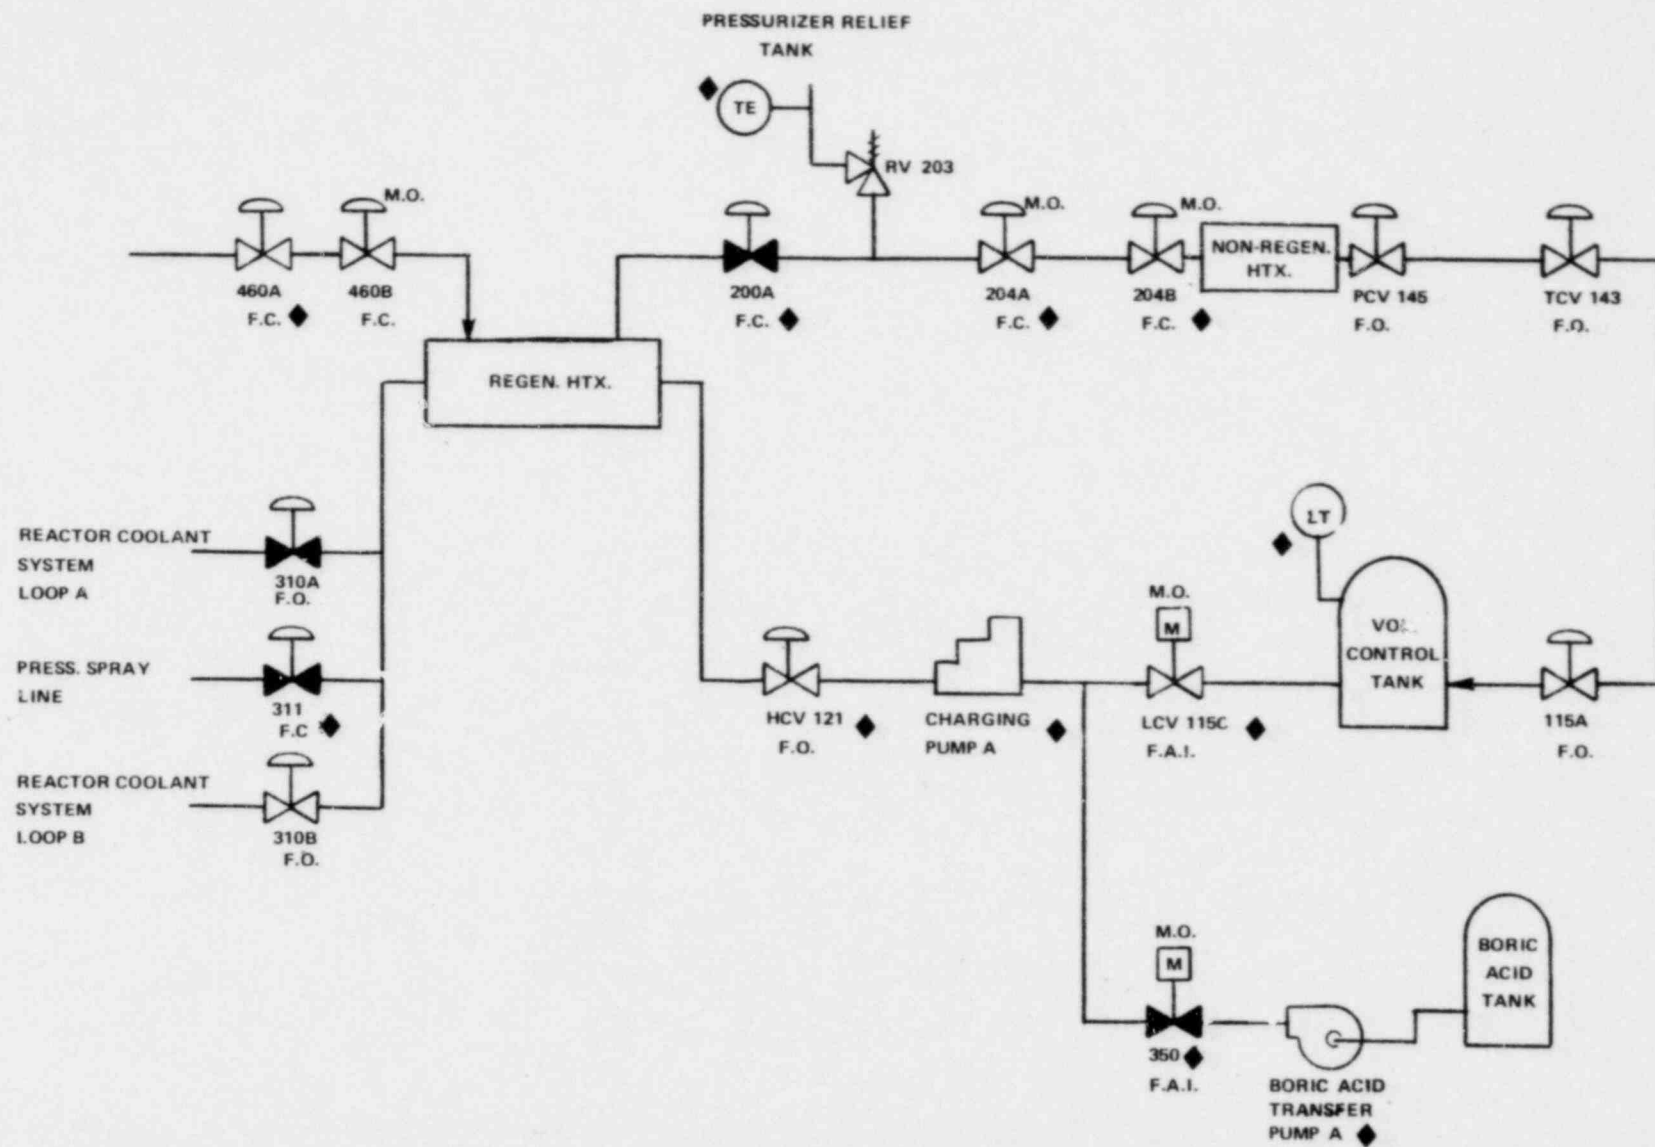 PRESSURIZER RELIEF
TANK
TE
RV 203
M.O.
M.O.
M.O.
NON-REGEN.
HTX.
460A
F.C.
460B
F.C.
200A
F.C.
204A
F.C.
204B
F.C.
PCV 145
F.O.
TCV 143
F.O.
REGEN. HTX.
REACTOR COOLANT
SYSTEM
LOOP A
310A
F.O.
PRESS. SPRAY
LINE
311
F.C
REACTOR COOLANT
SYSTEM
LOOP B
310B
F.O.
HCV 121
F.O.
CHARGING
PUMP A
M.O.
M
LCV 115C
F.A.I.
LT
VO
CONTROL
TANK
115A
F.O.
M.O.
M
350
F.A.I.
BORIC ACID
TRANSFER
PUMP A
BORIC
ACID
TANK